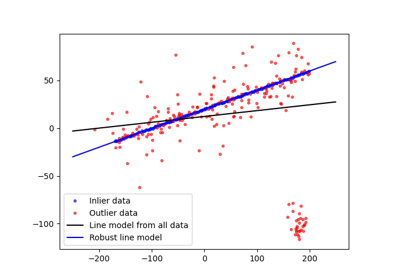 50
0
−50
−100
Inlier data
Outlier data
Line model from all data
Robust line model
−200 −100 0 100 200